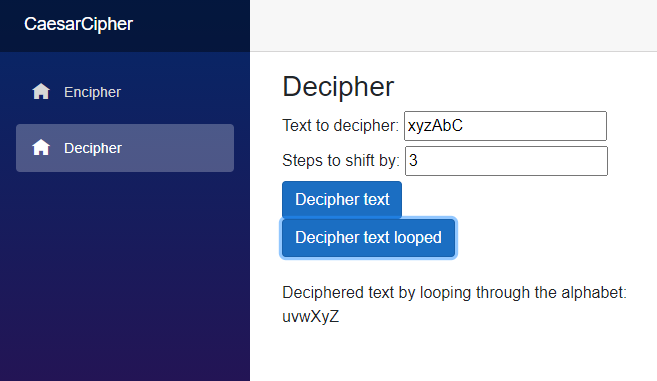 CaesarCipher
Encipher
Decipher
Decipher
Text to decipher: xyzAbC
Steps to shift by: 3
Decipher text
Decipher text looped
Deciphered text by looping through the alphabet:
uvwXyZ